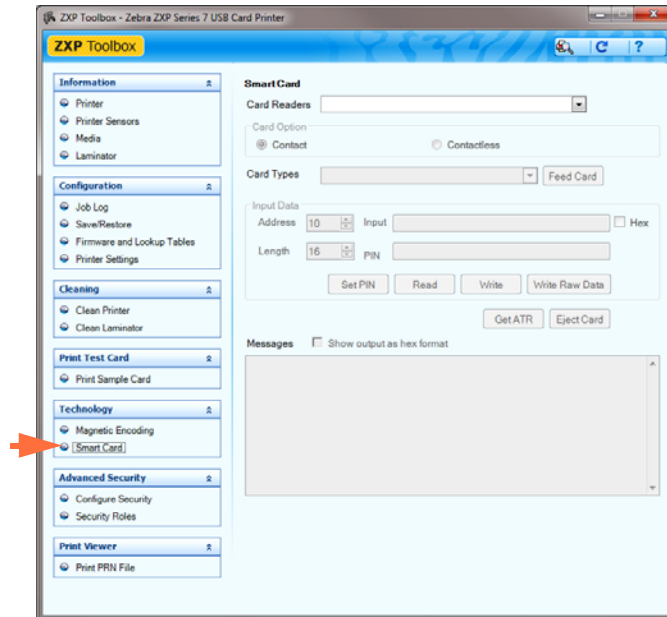 ZXP Toolbox - Zebra ZXP Series 7 USB Card Printer
ZXP Toolbox
?
Information
Printer
Printer Sensors
Media
Laminator
Configuration
Job Log
Save/Restore
Firmware and Lookup Tables
Printer Settings
Cleaning
Clean Printer
Clean Laminator
Print Test Card
Print Sample Card
Technology
Magnetic Encoding
Smart Card
Advanced Security
Configure Security
Security Roles
Print Viewer
Print PRN File
Smart Card
Card Readers
Card Option
Contact Contactless
Card Types Feed Card
Input Data
Address 10 Input Hex
Length 16 PIN
Set PIN Read Write Write Raw Data
Get ATR Eject Card
Messages Show output as hex format